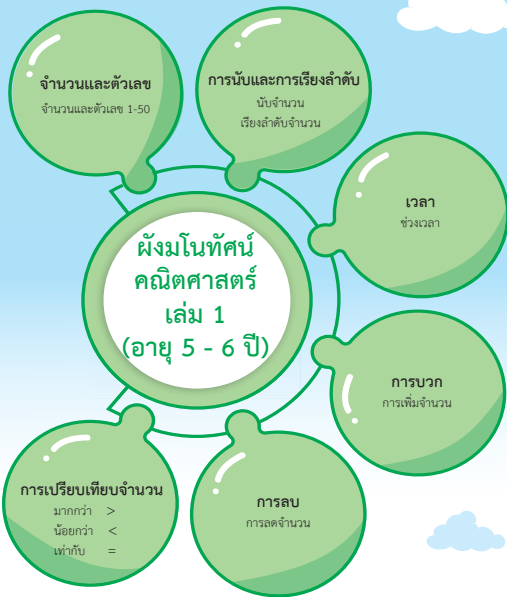 จำนวนและตัวเลข
จำนวนและตัวเลข 1-50
การนับและการเรียงลำดับ
นับจำนวน
เรียงลำดับจำนวน
เวลา
ช่วงเวลา
ผังมโนทัศน์
คณิตศาสตร์
เล่ม 1
(อายุ 5 - 6 ปี)
การบวก
การเพิ่มจำนวน
การเปรียบเทียบจำนวน
มากกว่า >
น้อยกว่า <
เท่ากับ =
การลบ
การลดจำนวน